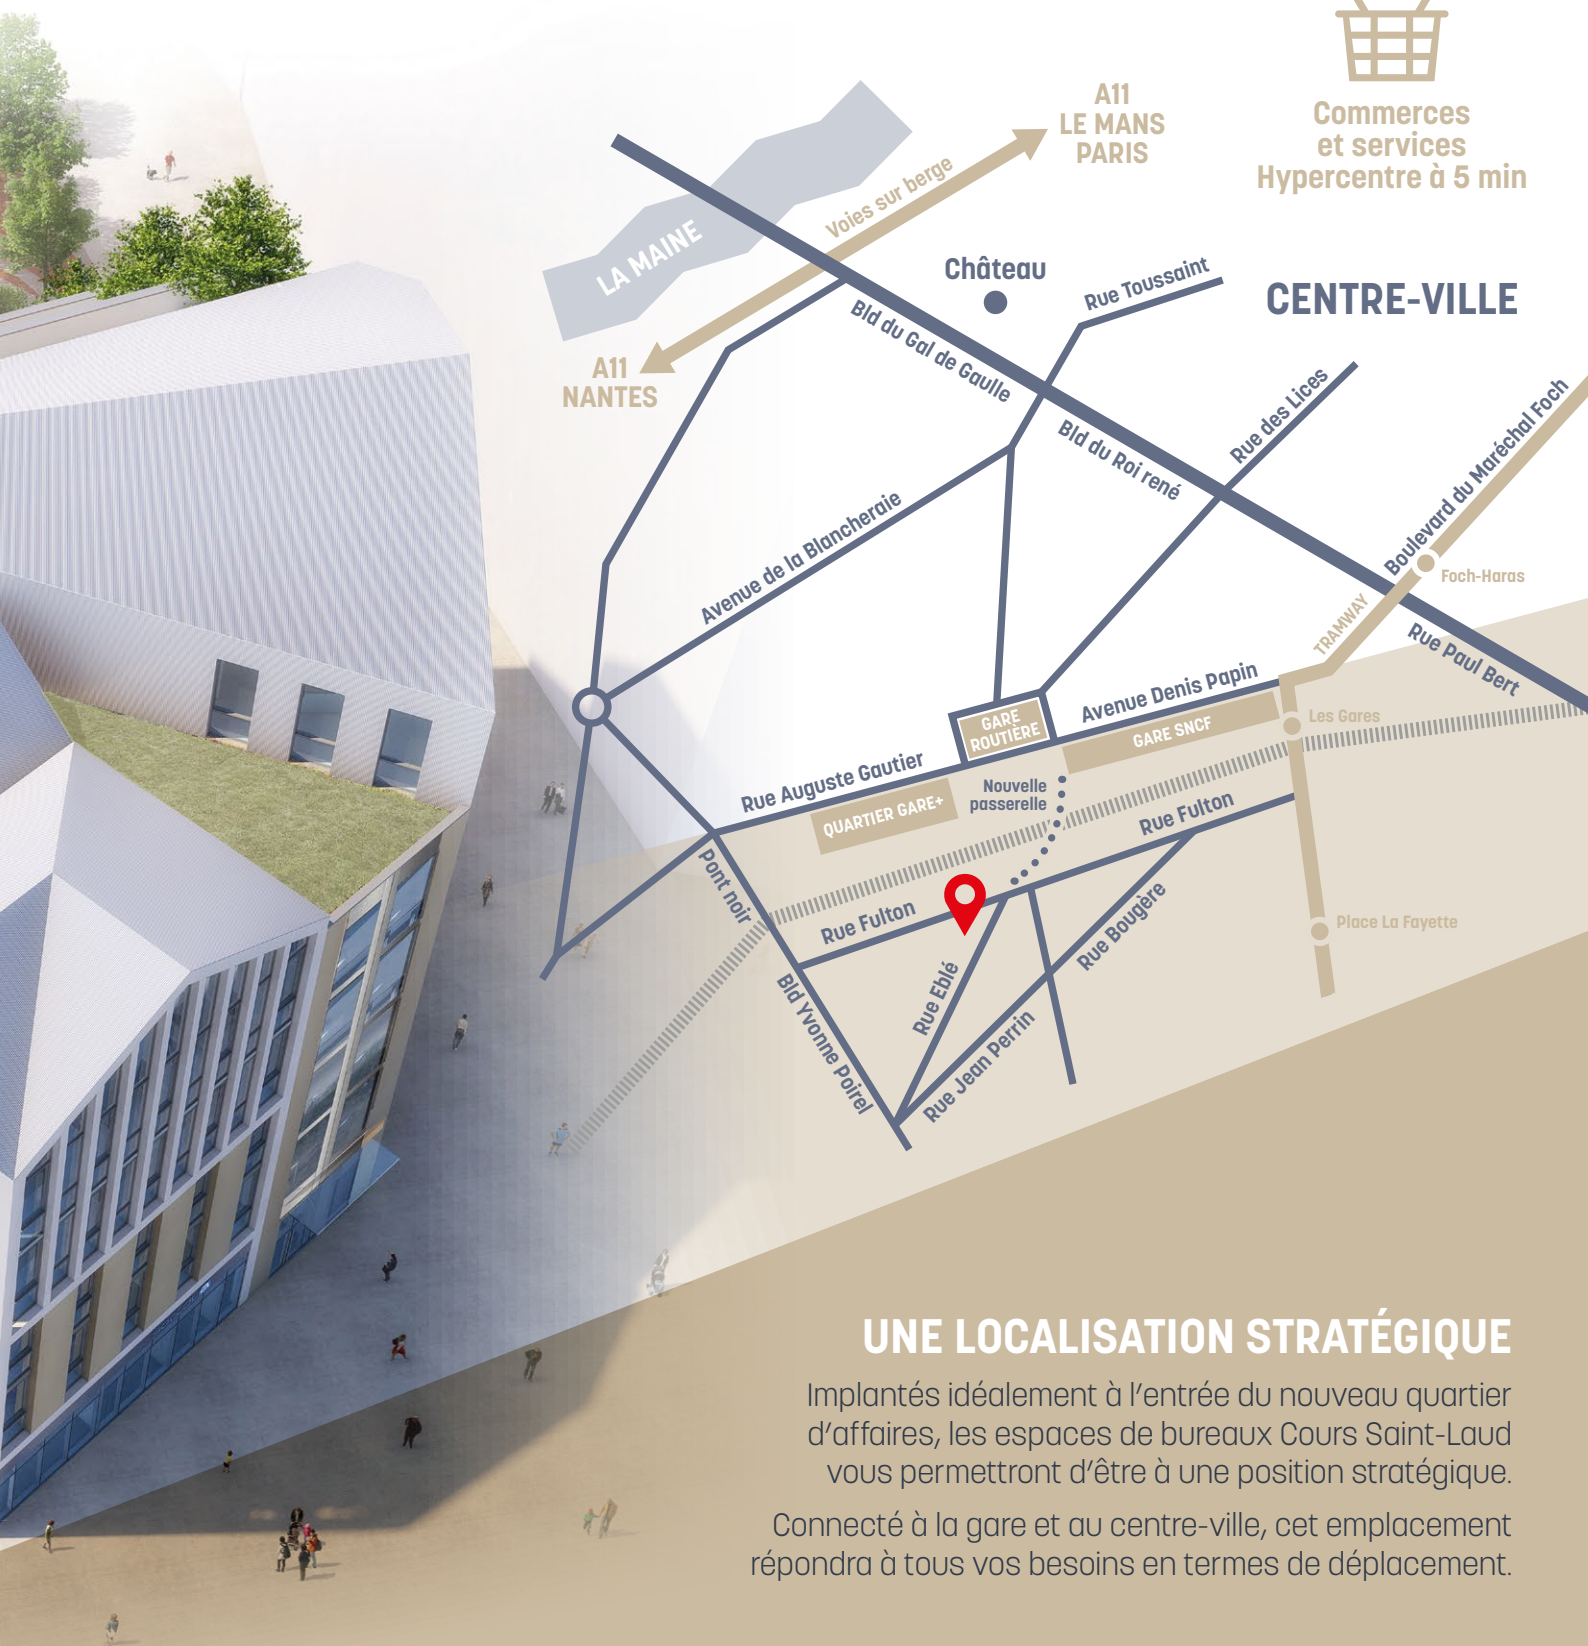 Commerces
et services
Hypercentre à 5 min
A11
LE MANS
PARIS
Voies sur berge
LA MAINE
A11
NANTES
Château
Rue Toussaint
CENTRE-VILLE
Bld du Gal de Gaulle
Bld du Roi rené
Rue des Lices
Boulevard du Maréchal Foch
Foch-Haras
TRAMWAY
Rue Paul Bert
Avenue de la Blancheraie
Avenue Denis Papin
GARE
ROUTIÈRE
GARE SNCF
Les Gares
Rue Auguste Gautier
QUARTIER GARE+
Nouvelle
passerelle
Rue Fulton
Pont noir
Rue Fulton
Place La Fayette
Rue Bougère
Rue Eblé
Bld Yvonne Poirel
Rue Jean Perrin
UNE LOCALISATION STRATÉGIQUE
Implantés idéalement à l'entrée du nouveau quartier
d'affaires, les espaces de bureaux Cours Saint-Laud
vous permettront d'être à une position stratégique.
Connecté à la gare et au centre-ville, cet emplacement
répondra à tous vos besoins en termes de déplacement.